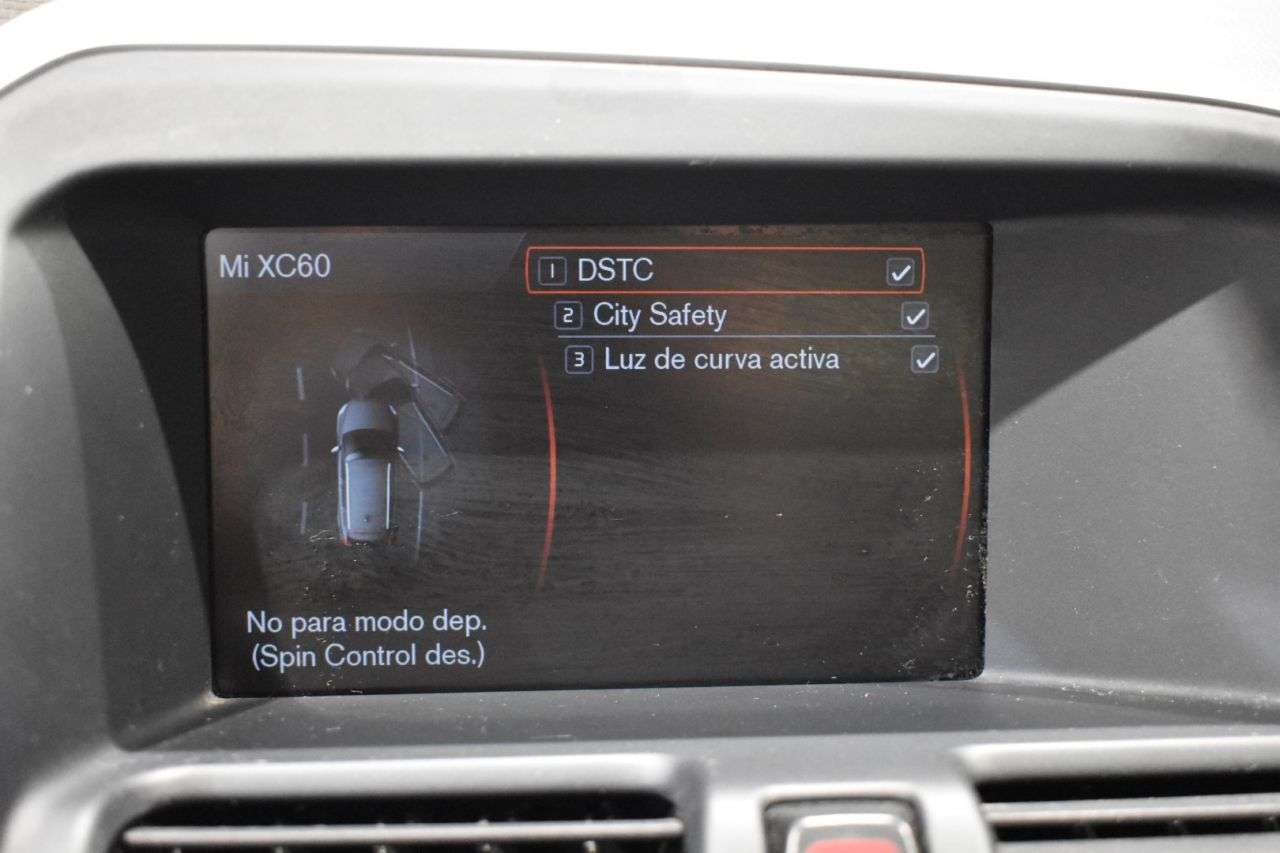 Mi XC60
1 DSTC
2 City Safety
3 Luz de curva activa
No para modo dep.
(Spin Control des.)